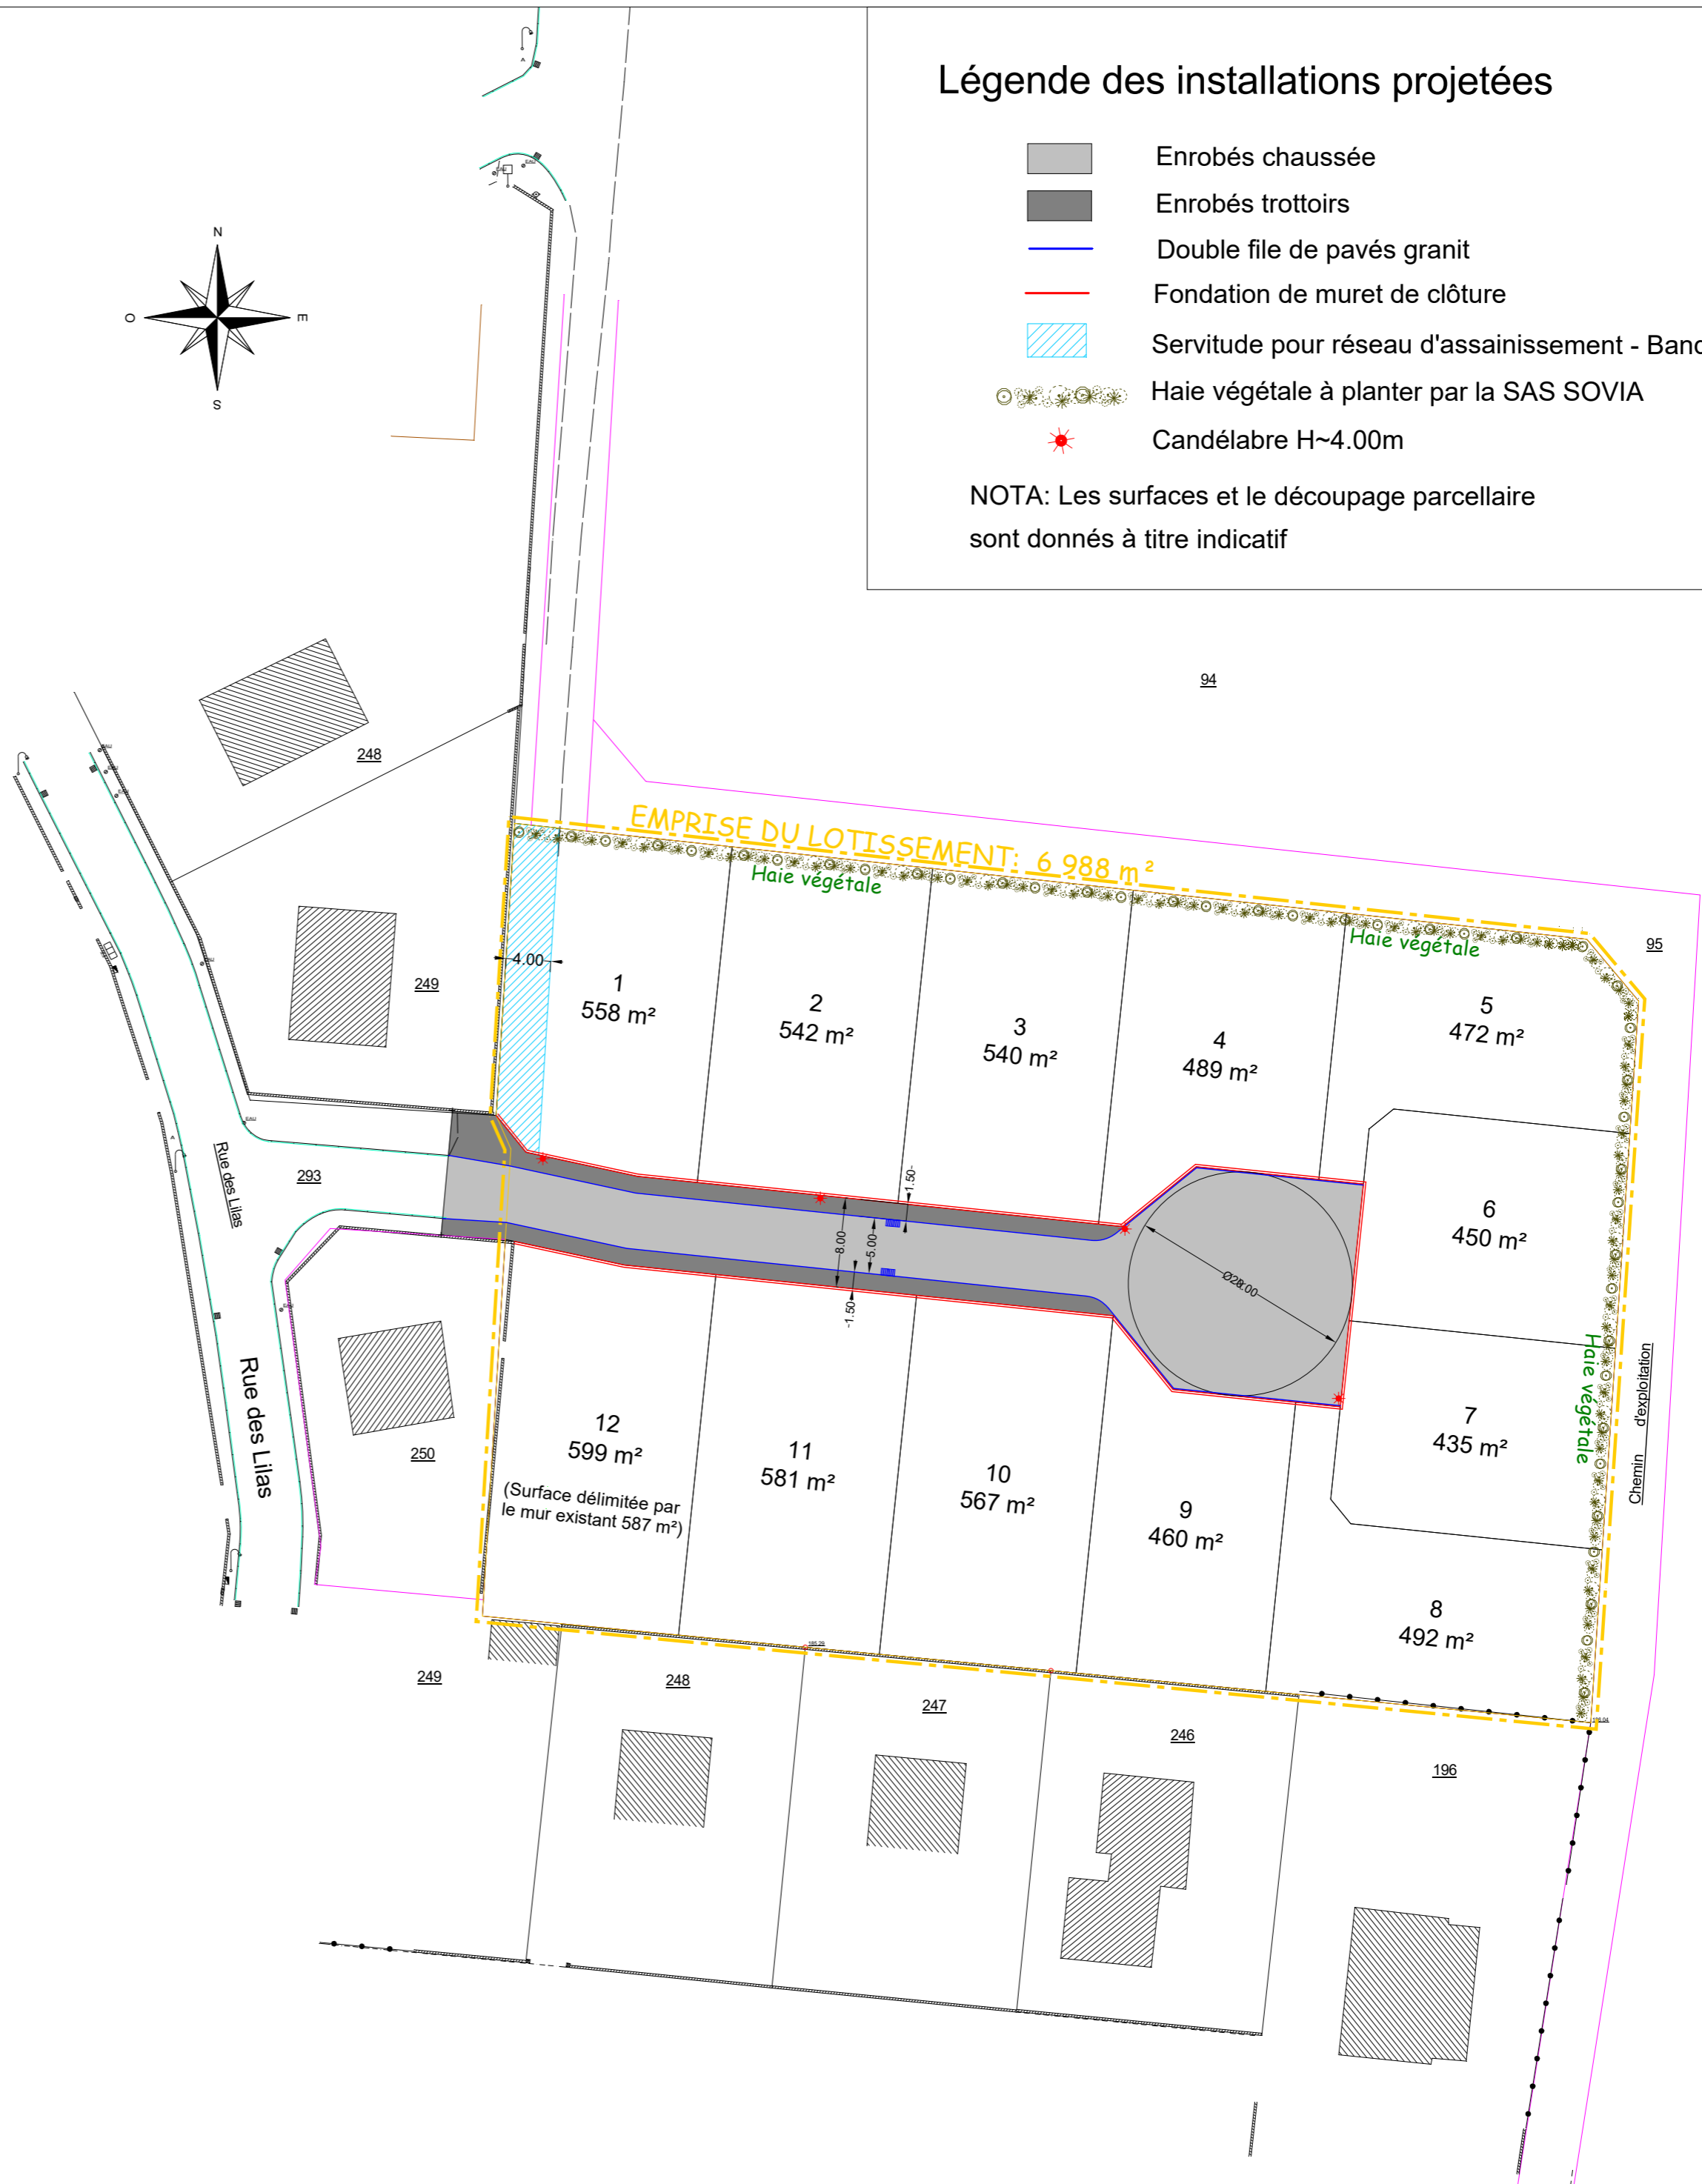 Légende des installations projetées
Enrobés chaussée
Enrobés trottoirs
Double file de pavés granit
Fondation de muret de clôture
Servitude pour réseau d'assainissement - Banc
Haie végétale à planter par la SAS SOVIA
Candélabre H~4.00m
NOTA: Les surfaces et le découpage parcellaire
sont donnés à titre indicatif
N
O
E
S
94
248
EMPRISE DU LOTISSEMENT: 6 988 m²
Haie végétale
Haie végétale
95
249
4.00
1
558 m²
2
542 m²
3
540 m²
4
489 m²
5
472 m²
Rue des Lilas
293
1.50
8.00
5.00
1.50
Ø28.00
6
450 m²
7
435 m²
Haie végétale
Chemin d'exploitation
Rue des Lilas
250
12
599 m²
(Surface délimitée par
le mur existant 587 m²)
11
581 m²
10
567 m²
9
460 m²
8
492 m²
249
248
247
246
196